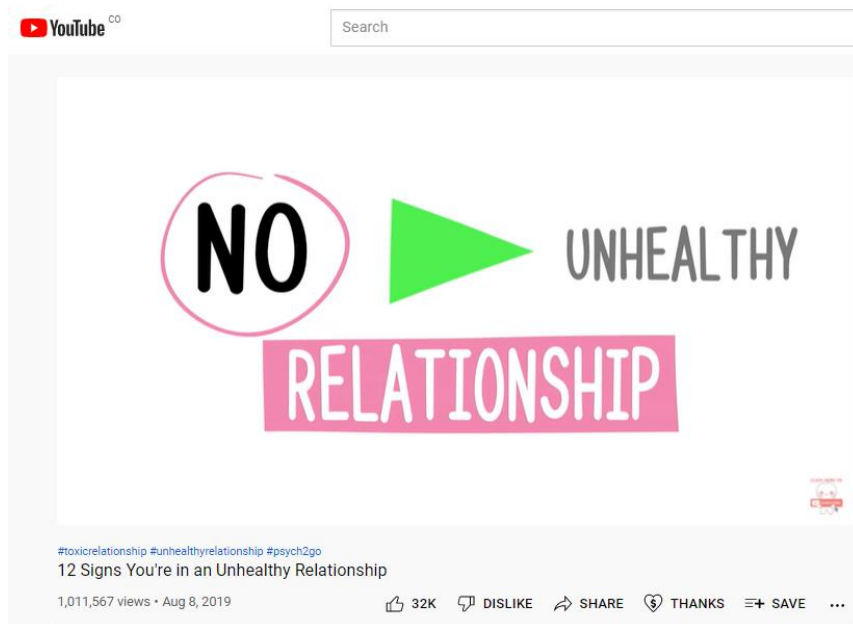 YouTube CO
Search
NO UNHEALTHY
RELATIONSHIP
#toxicrelationship #unhealthyrelationship #psych2go
12 Signs You're in an Unhealthy Relationship
1,011,567 views • Aug 8, 2019 32K DISLIKE SHARE THANKS SAVE ...